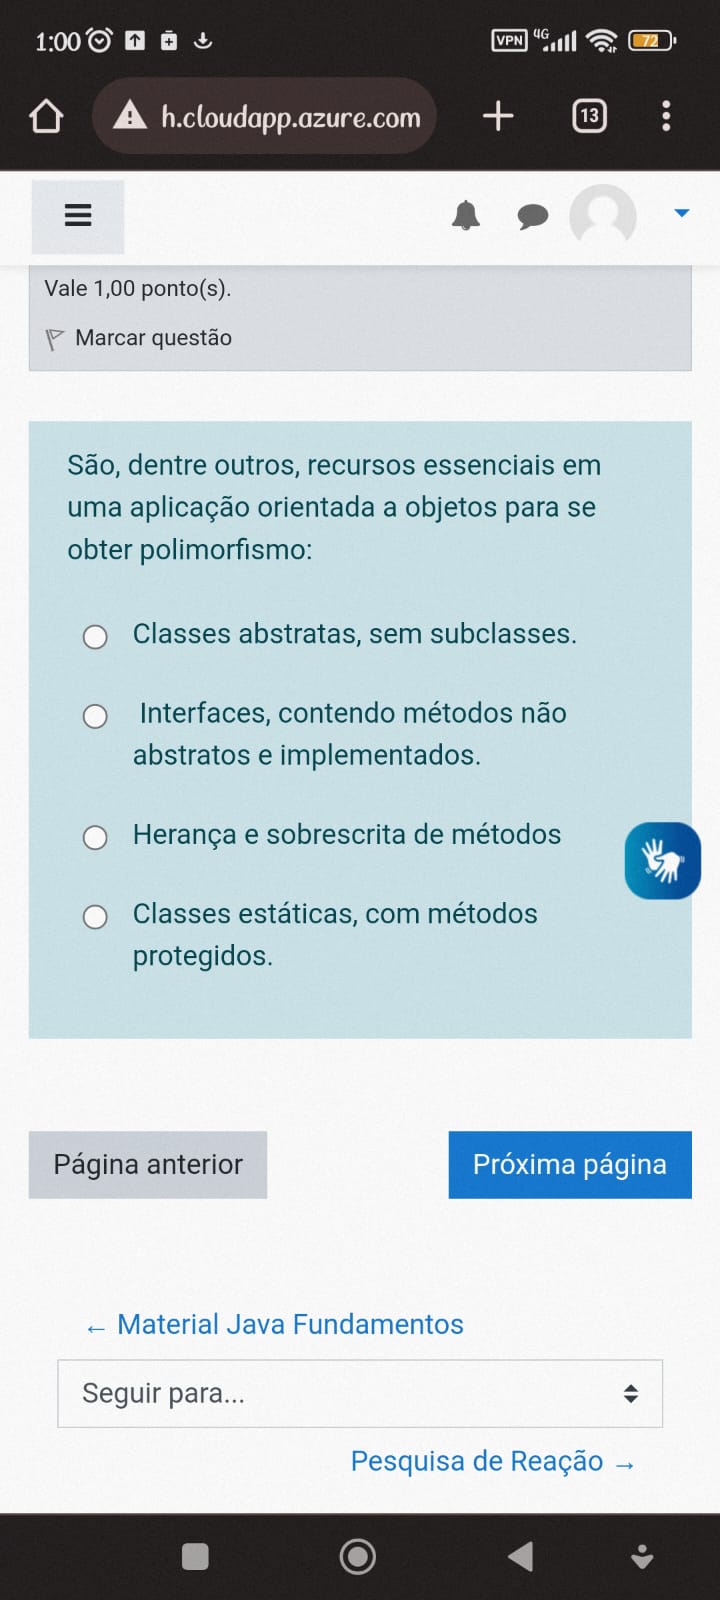 1:00
VPN 4G 72
h.cloudapp.azure.com
13
Vale 1,00 ponto(s).
Marcar questão
São, dentre outros, recursos essenciais em
uma aplicação orientada a objetos para se
obter polimorfismo:
Classes abstratas, sem subclasses.
Interfaces, contendo métodos não
abstratos e implementados.
Herança e sobrescrita de métodos
Classes estáticas, com métodos
protegidos.
Página anterior
Próxima página
← Material Java Fundamentos
Seguir para...
Pesquisa de Reação →